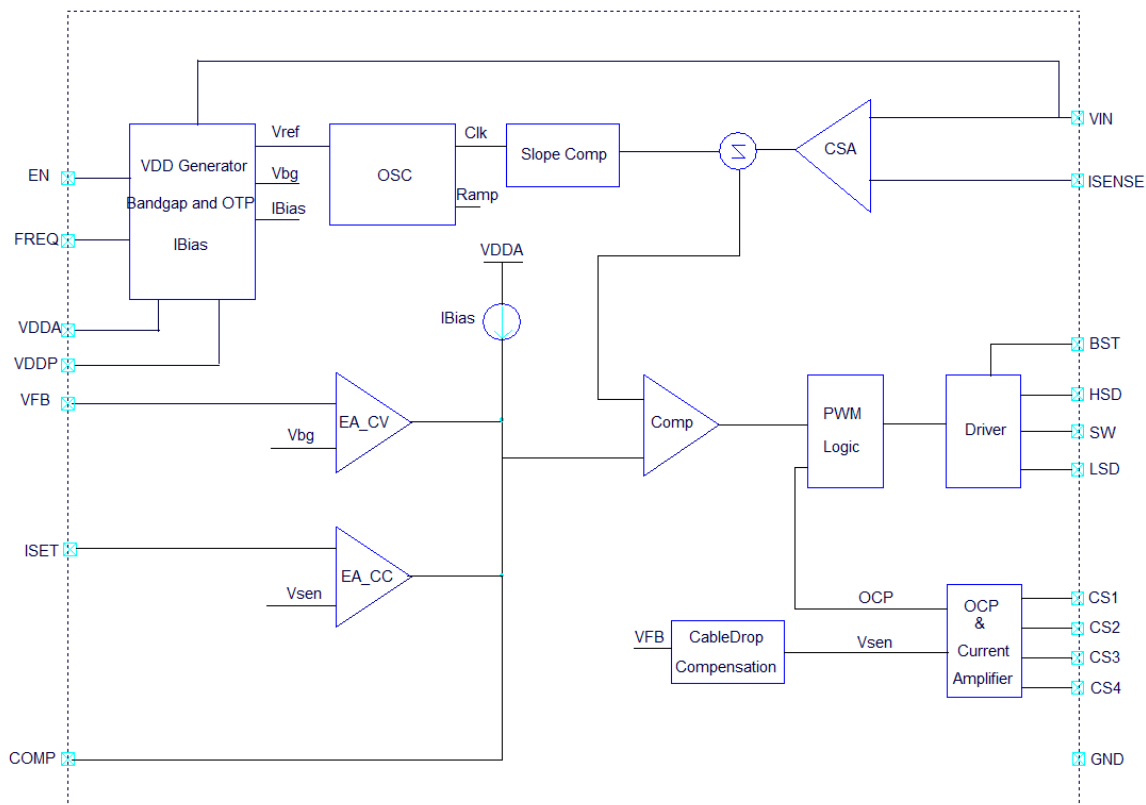 VIN
Vref
Clk
VDD Generator
OSC
Slope Comp
Σ
CSA
EN
Vbg
ISENSE
Bandgap and OTP
Ramp
IBias
FREQ
IBias
VDDA
VDDA
IBias
VDDP
BST
VFB
HSD
EA_CV
Comp
PWM
Logic
Driver
SW
Vbg
LSD
ISET
EA_CC
Vsen
OCP
OCP
&
Current
Amplifier
CS1
CS2
CS3
CS4
VFB
CableDrop
Compensation
Vsen
COMP
GND